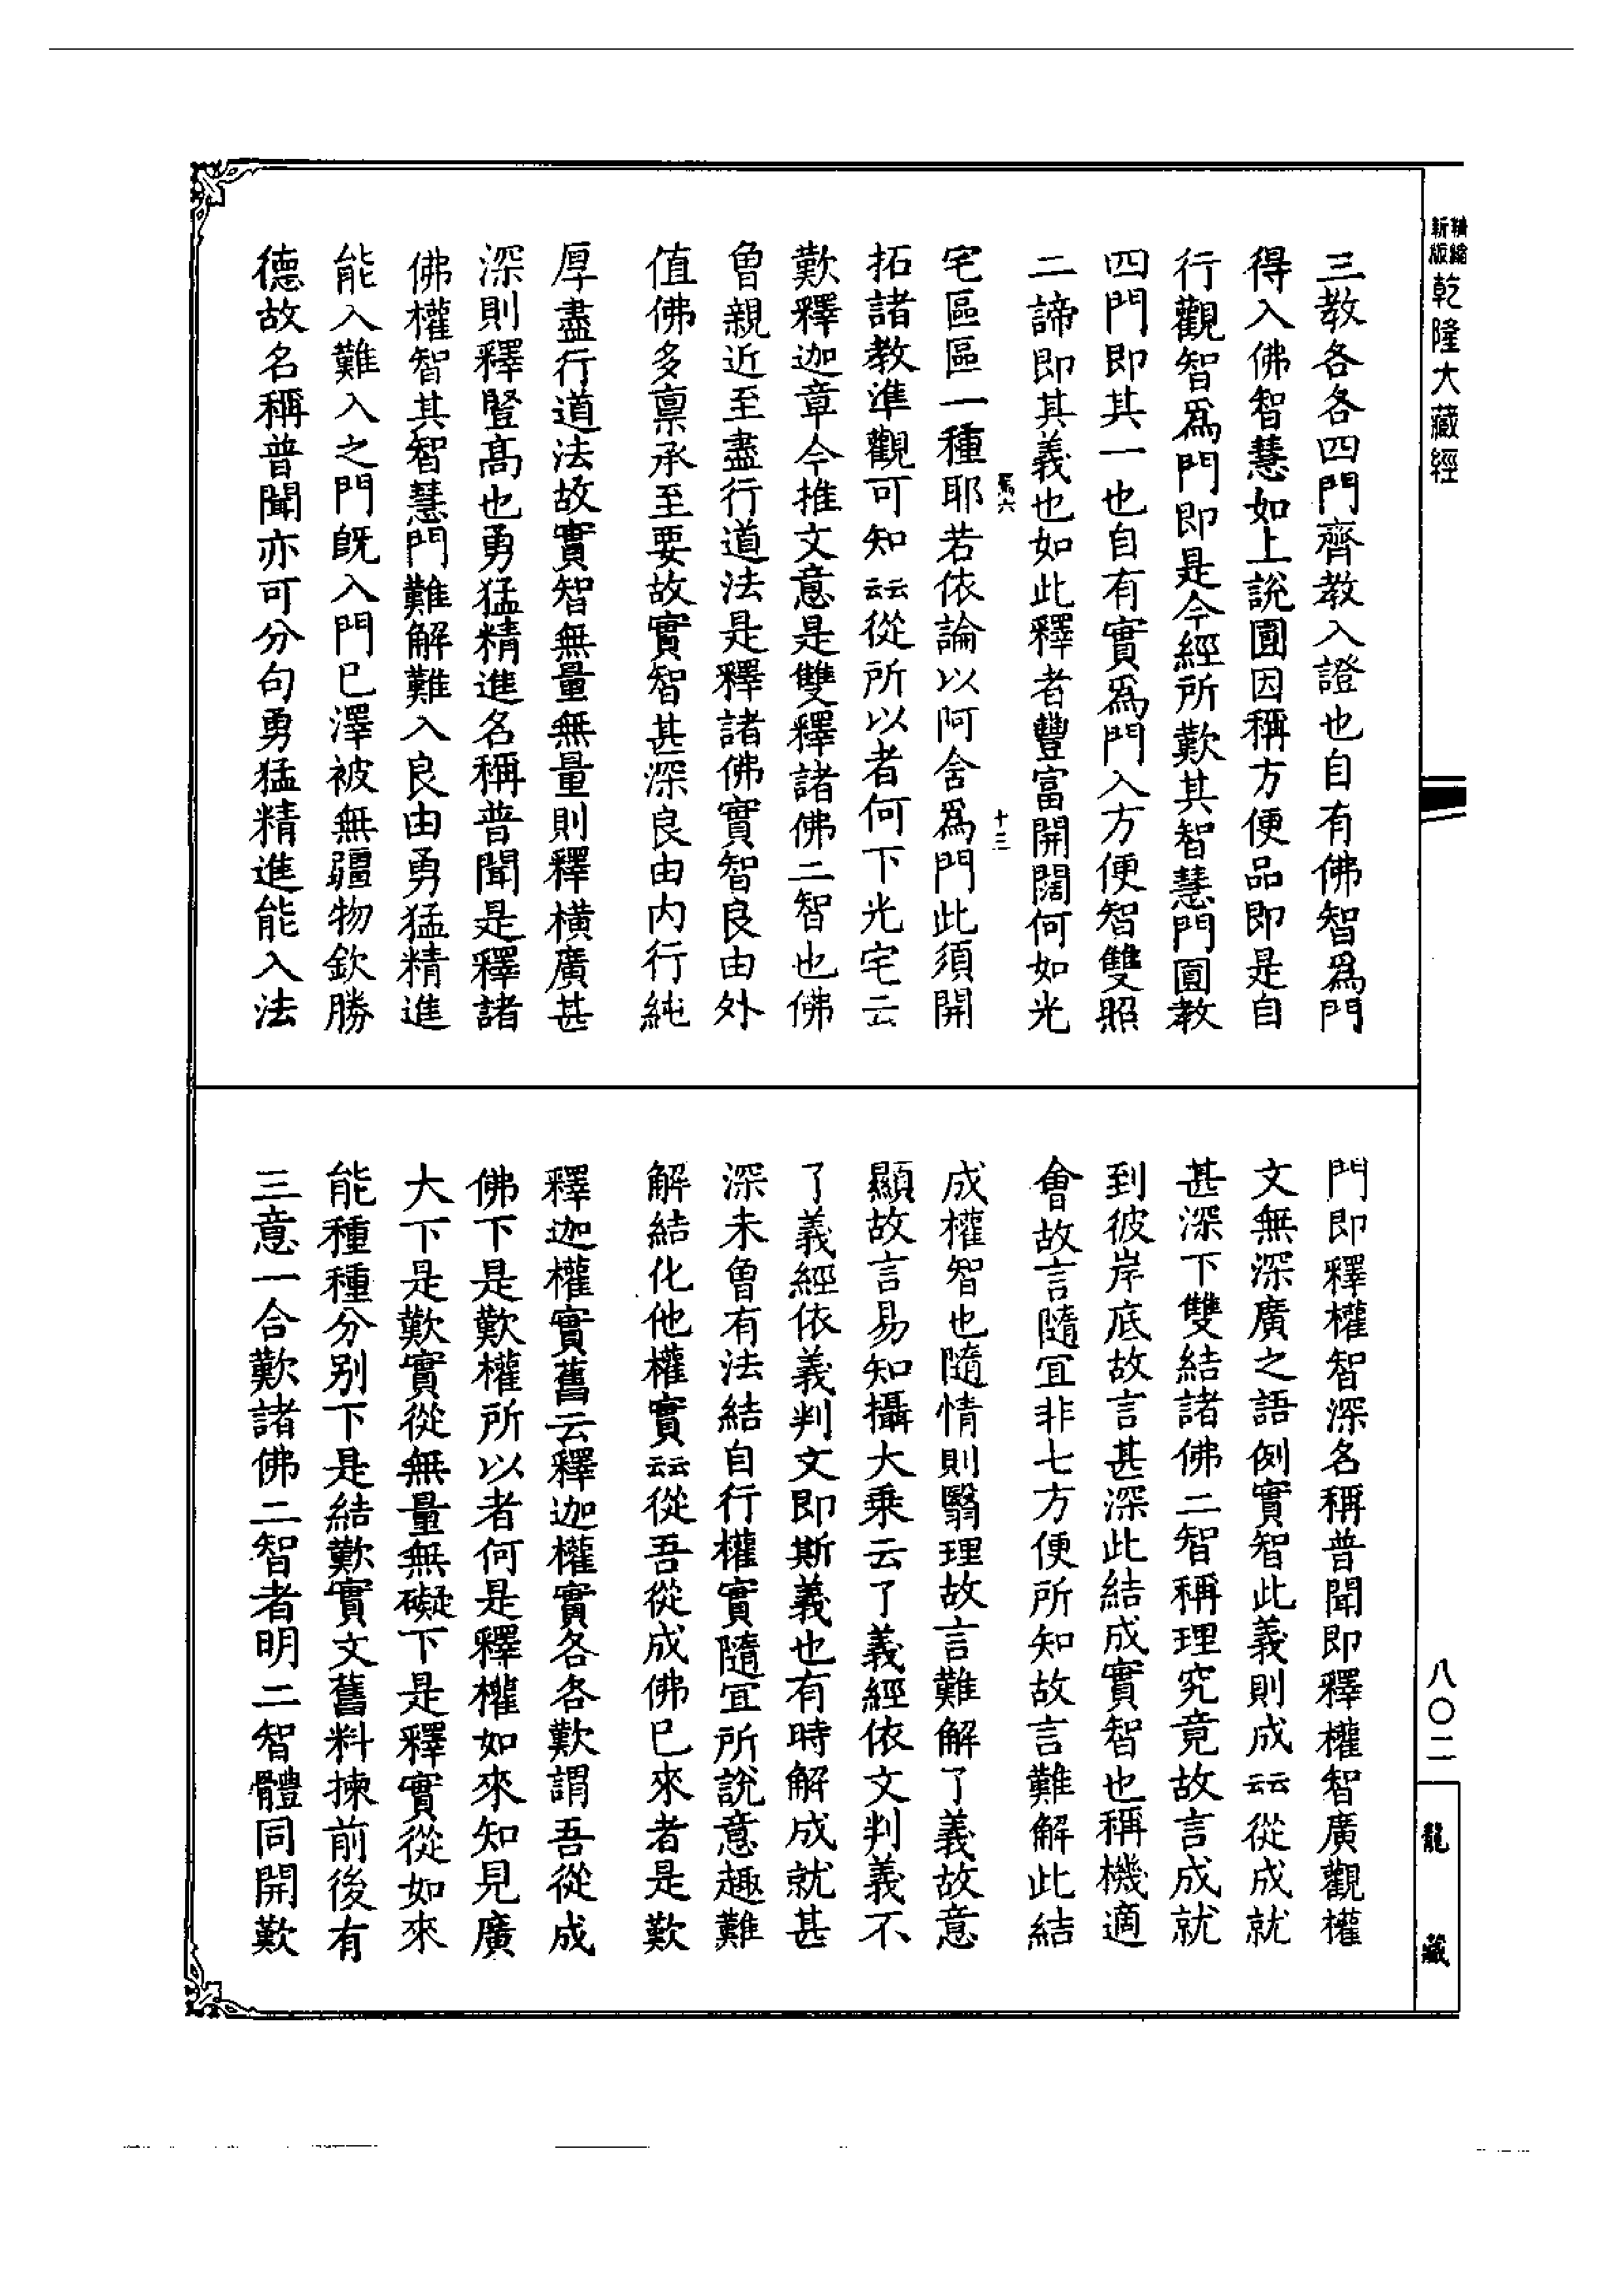 精縮
新版
乾隆大藏經
三教各各四門齊教入證也自有佛智爲門
得入佛智慧如上說圓因稱方便品即是自
行觀智爲門即是今經所歎其智慧門圓教
四門即其一也自有實爲門入方便智雙照
二諦即其義也如此釋者豐富開闊何如光
十三
宅區區一種耶若依論以阿含爲門此須開
拓諸教準觀可知云云從所以者何下光宅云
歎釋迦章今推文意是雙釋諸佛二智也佛
曾親近至盡行道法是釋諸佛實智良由外
值佛多稟承至要故實智甚深良由内行純
厚盡行道法故實智無量無量則釋橫廣甚
深則釋豎高也勇猛精進名稱普聞是釋諸
佛權智其智慧門難解難入良由勇猛精進
能入難入之門旣入門已澤被無疆物欽勝
德故名稱普聞亦可分句勇猛精進能入法
門即釋權智深名稱普聞即釋權智廣觀權
文無深廣之語例實智此義則成云云從成就
甚深下雙結諸佛二智稱理究竟故言成就
到彼岸底故言甚深此結成實智也稱機適
會故言隨宜非七方便所知故言難解此結
成權智也隨情則翳理故言難解了義故意
顯故言易知攝大乘云了義經依文判義不
了義經依義判文即斯義也有時解成就甚
深未曾有法結自行權實隨宜所說意趣難
解結化他權實云云從吾從成佛已來者是歎
釋迦權實舊云釋迦權實各各歎謂吾從成
佛下是歎權所以者何是釋權如來知見廣
大下是歎實從無量無礙下是釋實從如來
能種種分别下是結歎實文舊料揀前後有
三意一合歎諸佛二智者明二智體同開歎
八〇二
龍藏